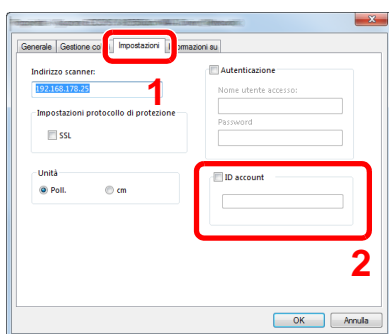 Generale Gestione co Impostazioni mazioni su
Indirizzo scanner:
192.168.178.25
1
Impostazioni protocollo di protezione
SSL
Unità
Poll. cm
Autenticazione
Nome utente accesso:
Password
ID account
2
OK Annulla